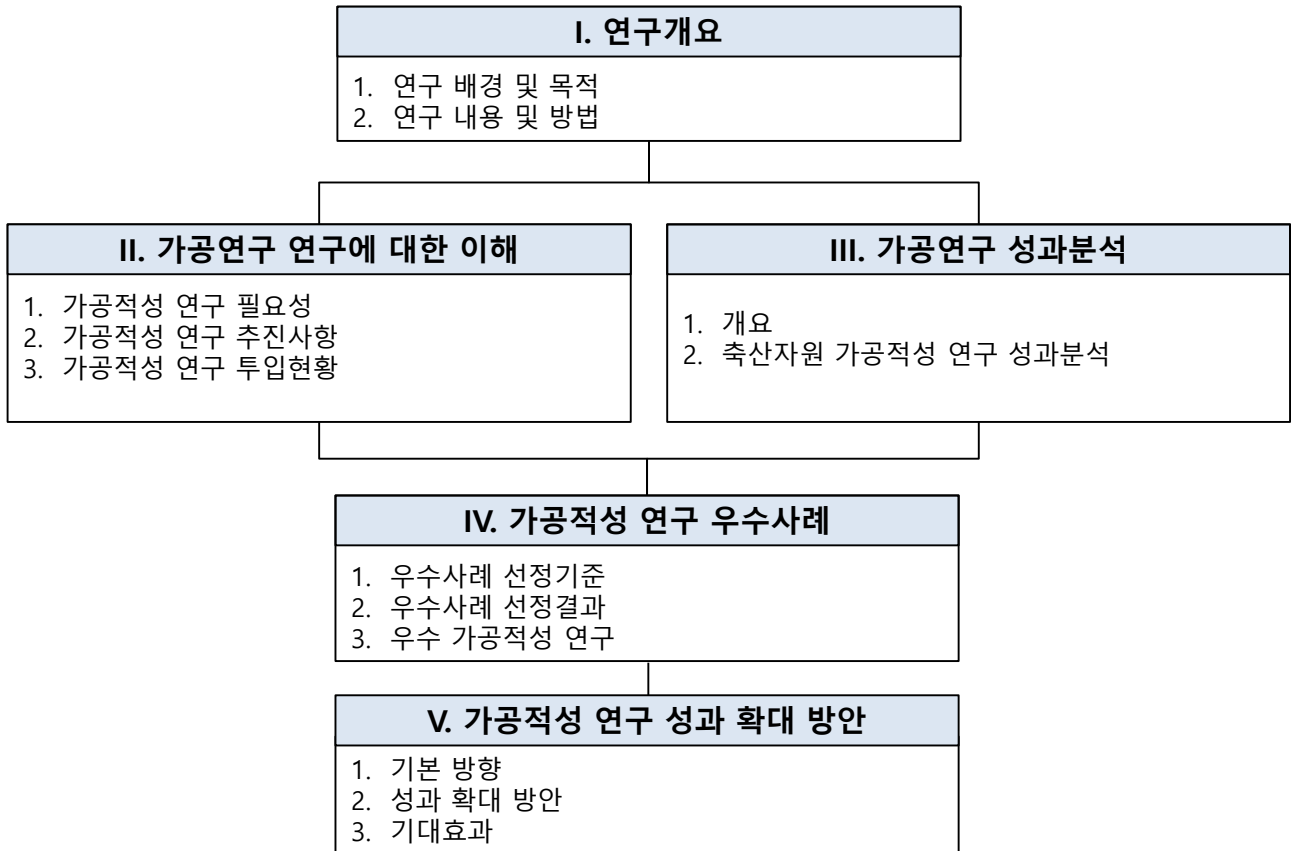 I. 연구개요
1. 연구 배경 및 목적
2. 연구 내용 및 방법
II. 가공연구 연구에 대한 이해
1. 가공적성 연구 필요성
2. 가공적성 연구 추진사항
3. 가공적성 연구 투입현황
III. 가공연구 성과분석
1. 개요
2. 축산자원 가공적성 연구 성과분석
IV. 가공적성 연구 우수사례
1. 우수사례 선정기준
2. 우수사례 선정결과
3. 우수 가공적성 연구
V. 가공적성 연구 성과 확대 방안
1. 기본 방향
2. 성과 확대 방안
3. 기대효과